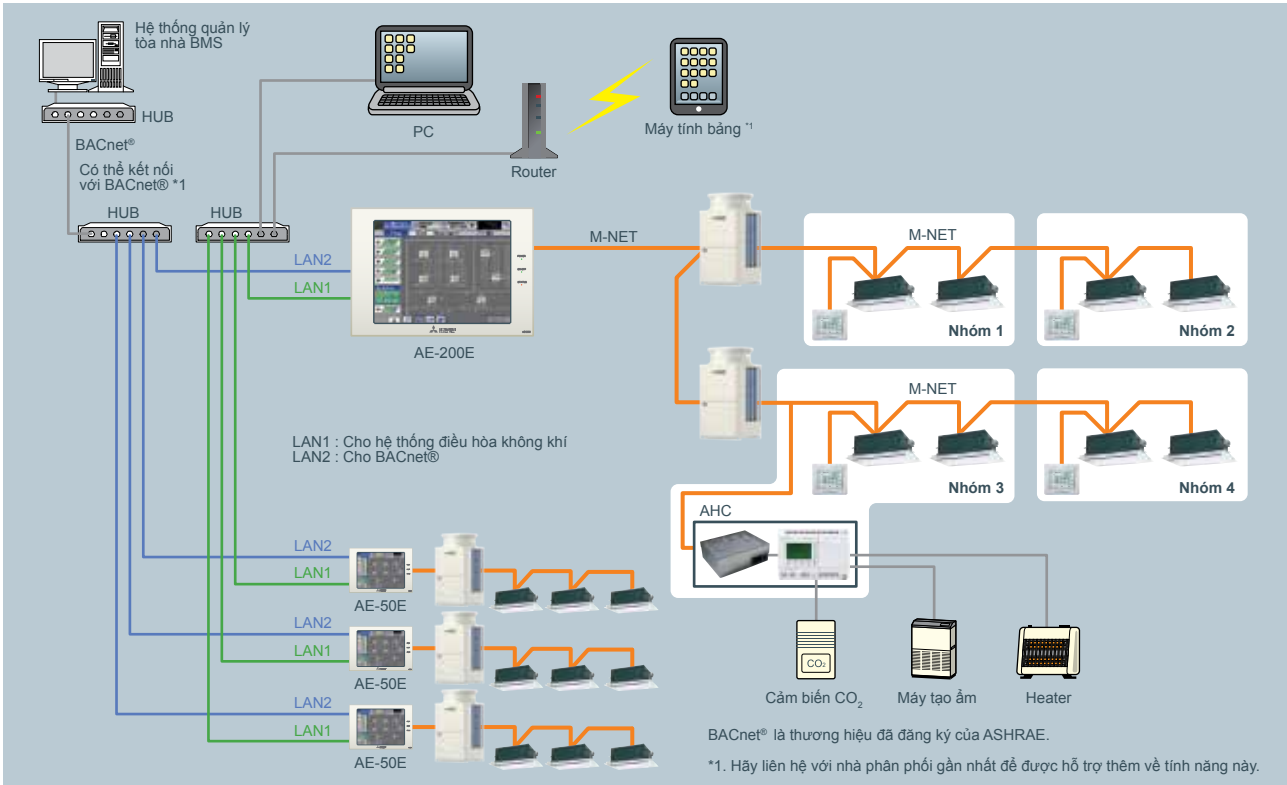 Hệ thống quản lý
tòa nhà BMS
HUB
BACnet®
Có thể kết nối
với BACnet® *1
HUB
HUB
PC
Router
Máy tính bảng *1
LAN2
LAN1
AE-200E
M-NET
M-NET
Nhóm 1
Nhóm 2
M-NET
Nhóm 3
Nhóm 4
LAN1 : Cho hệ thống điều hòa không khí
LAN2 : Cho BACnet®
AHC
LAN2
LAN1
AE-50E
LAN2
LAN1
AE-50E
LAN2
LAN1
AE-50E
CO₂
Cảm biến CO₂
Máy tạo ẩm
Heater
BACnet® là thương hiệu đã đăng ký của ASHRAE.
*1. Hãy liên hệ với nhà phân phối gần nhất để được hỗ trợ thêm về tính năng này.